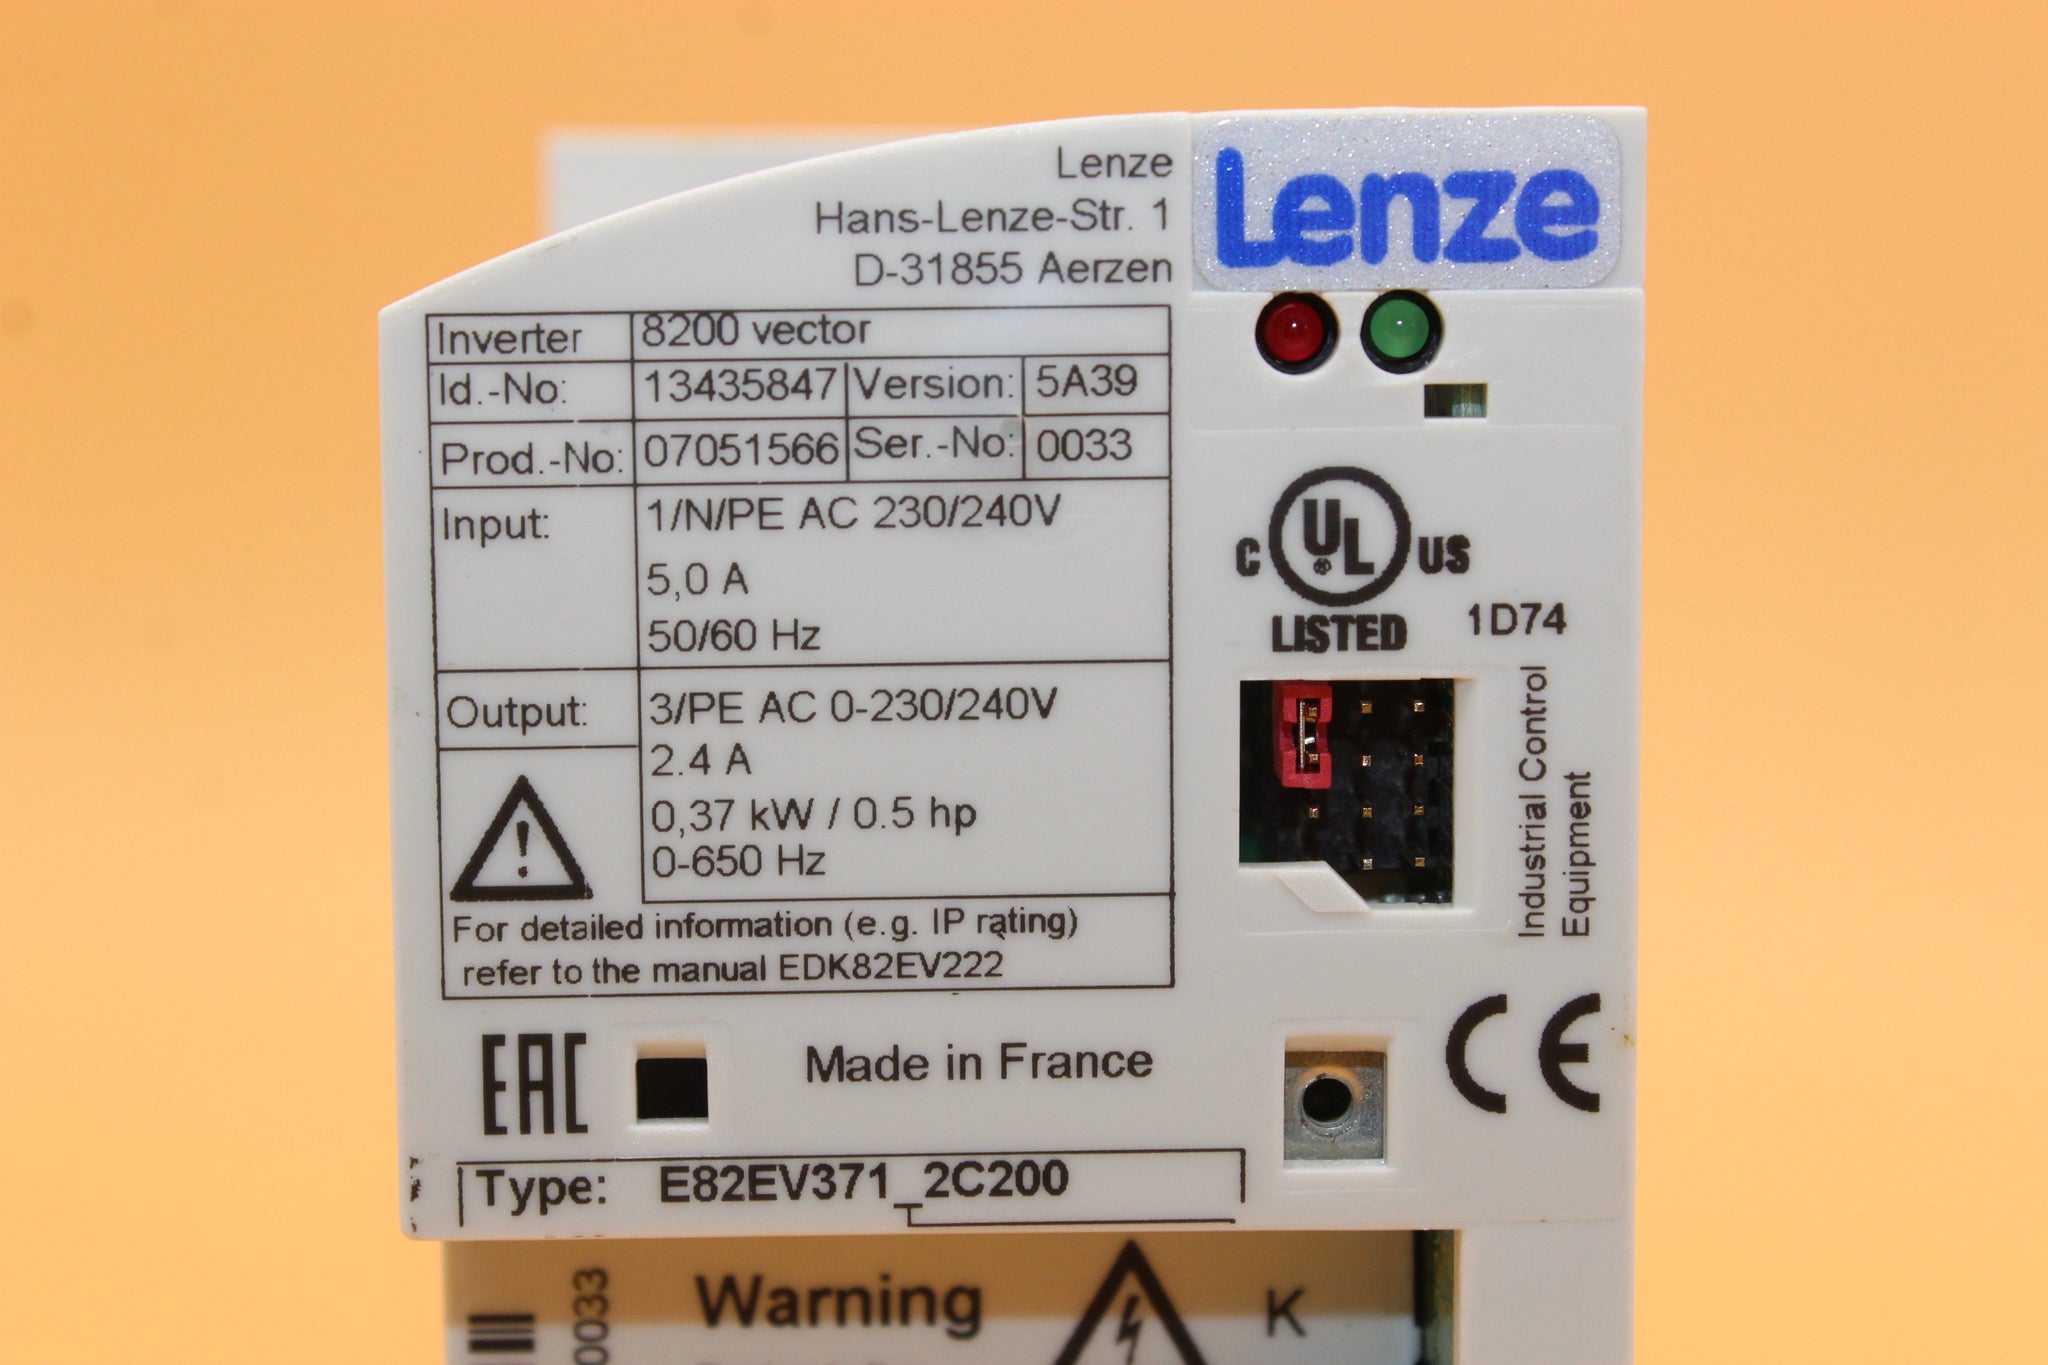 Lenze
Hans-Lenze-Str. 1
D-31855 Aerzen
Lenze
Inverter 8200 vector
Id.-No: 13435847 Version: 5A39
Prod.-No: 07051566 Ser.-No: 0033
Input: 1/N/PE AC 230/240V
5,0 A
50/60 Hz
Output: 3/PE AC 0-230/240V
2.4 A
0,37 kW / 0.5 hp
0-650 Hz
For detailed information (e.g. IP rating)
refer to the manual EDK82EV222
C UL ® US
LISTED 1D74
Industrial Control
Equipment
EAC Made in France CE
Type: E82EV371_2C200
0033
Warning
K